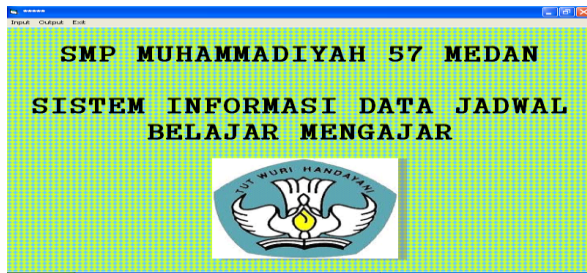 *****
Input Output Exit
SMP MUHAMMADIYAH 57 MEDAN
SISTEM INFORMASI DATA JADWAL
BELAJAR MENGAJAR
TUT WURI HANDAYANI